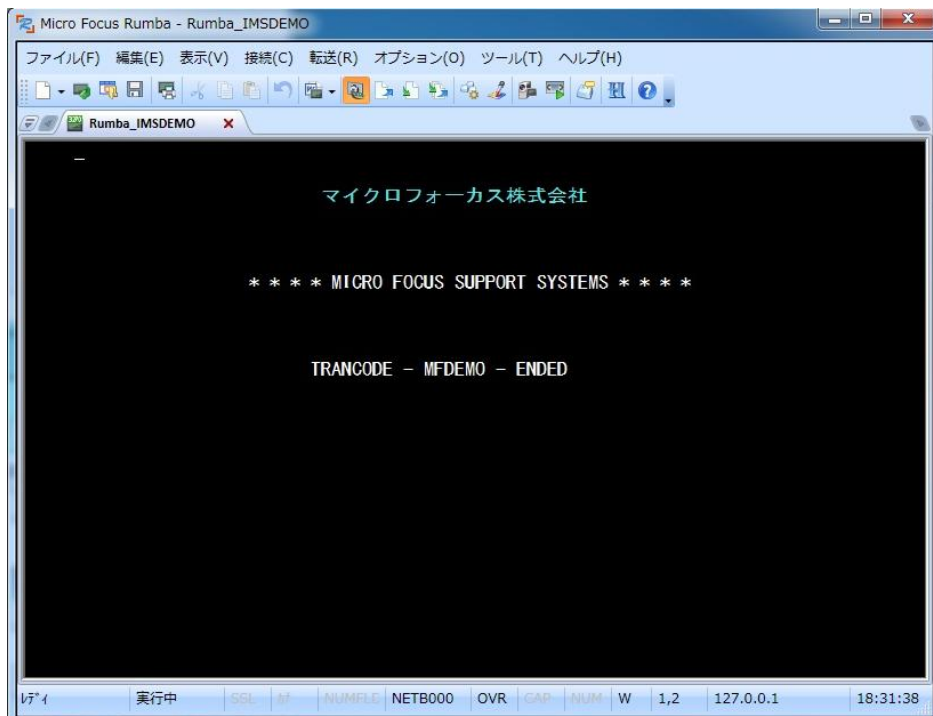 Micro Focus Rumba - Rumba_IMSDEMO
ファイル(F) 編集(E) 表示(V) 接続(C) 転送(R) オプション(O) ツール(T) ヘルプ(H)
Rumba_IMSDEMO
マイクロフォーカス株式会社
* * * * MICRO FOCUS SUPPORT SYSTEMS * * * *
TRANCODE - MFDEMO - ENDED
ﾚﾃﾞｨ 実行中 SSL ｶﾅ NUMFLD NETB000 OVR CAP NUM W 1,2 127.0.0.1 18:31:38